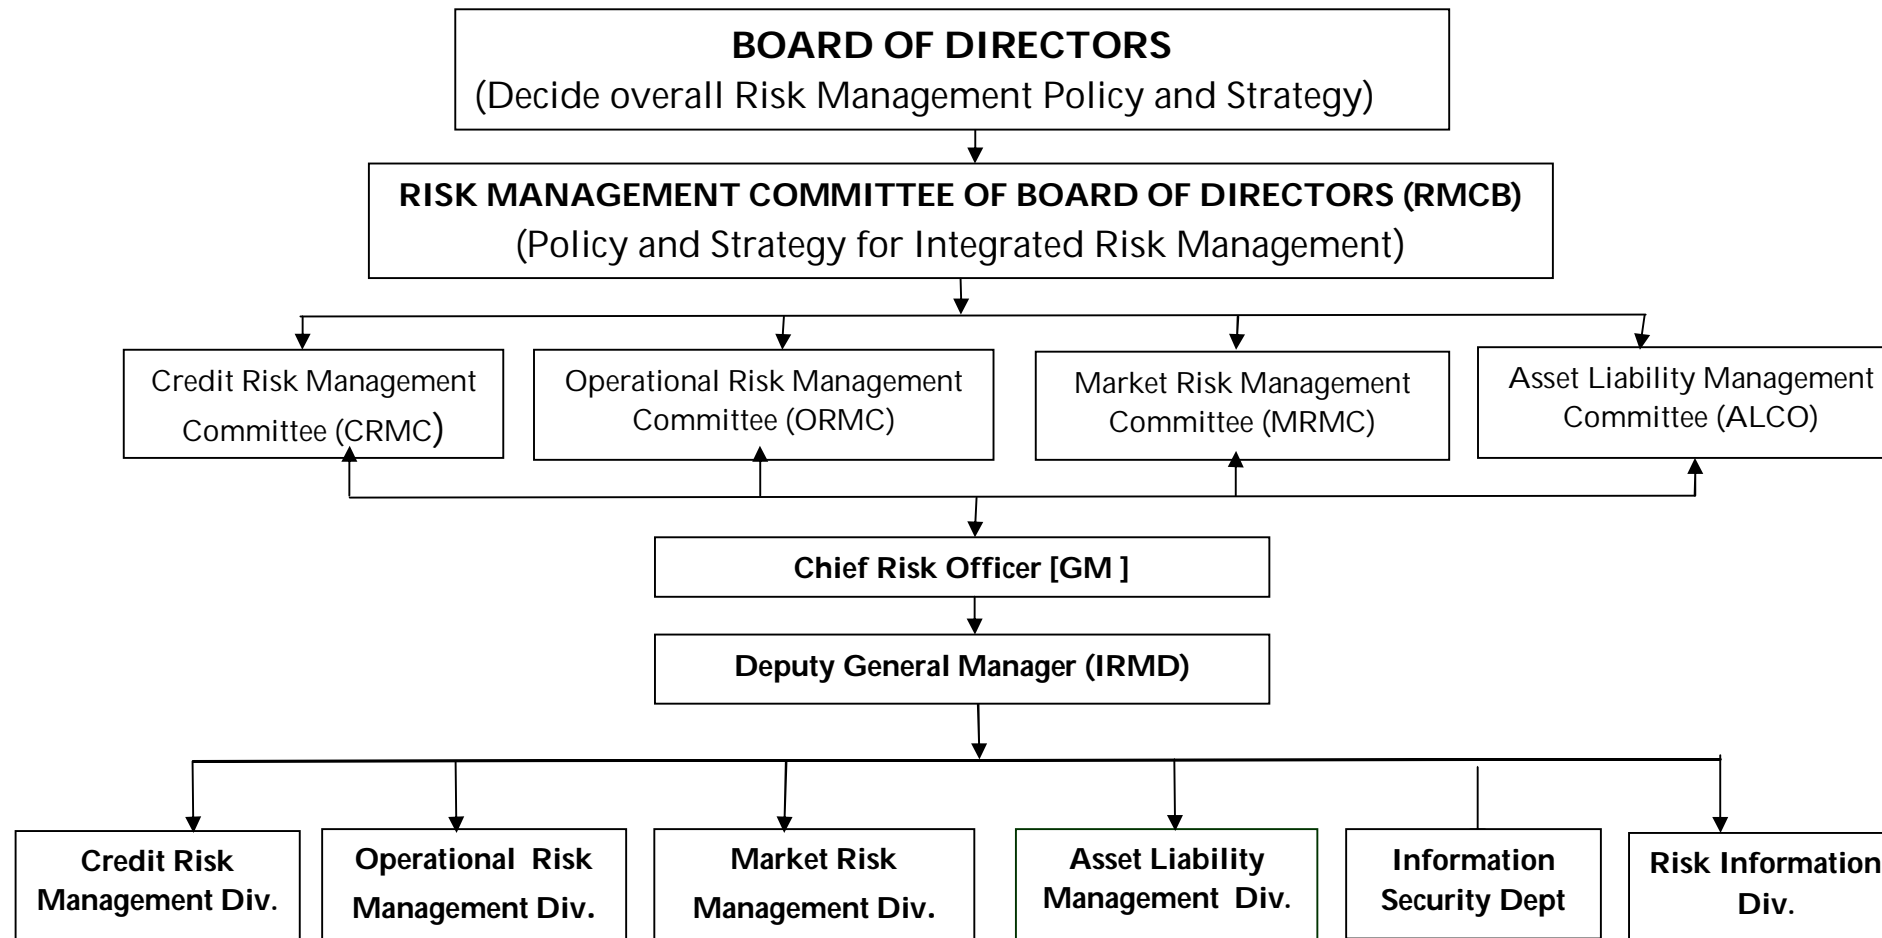 BOARD OF DIRECTORS
(Decide overall Risk Management Policy and Strategy)
RISK MANAGEMENT COMMITTEE OF BOARD OF DIRECTORS (RMCB)
(Policy and Strategy for Integrated Risk Management)
Credit Risk Management
Committee (CRMC)
Operational Risk Management
Committee (ORMC)
Market Risk Management
Committee (MRMC)
Asset Liability Management
Committee (ALCO)
Chief Risk Officer [GM ]
Deputy General Manager (IRMD)
Credit Risk
Management Div.
Operational Risk
Management Div.
Market Risk
Management Div.
Asset Liability
Management Div.
Information
Security Dept
Risk Information
Div.